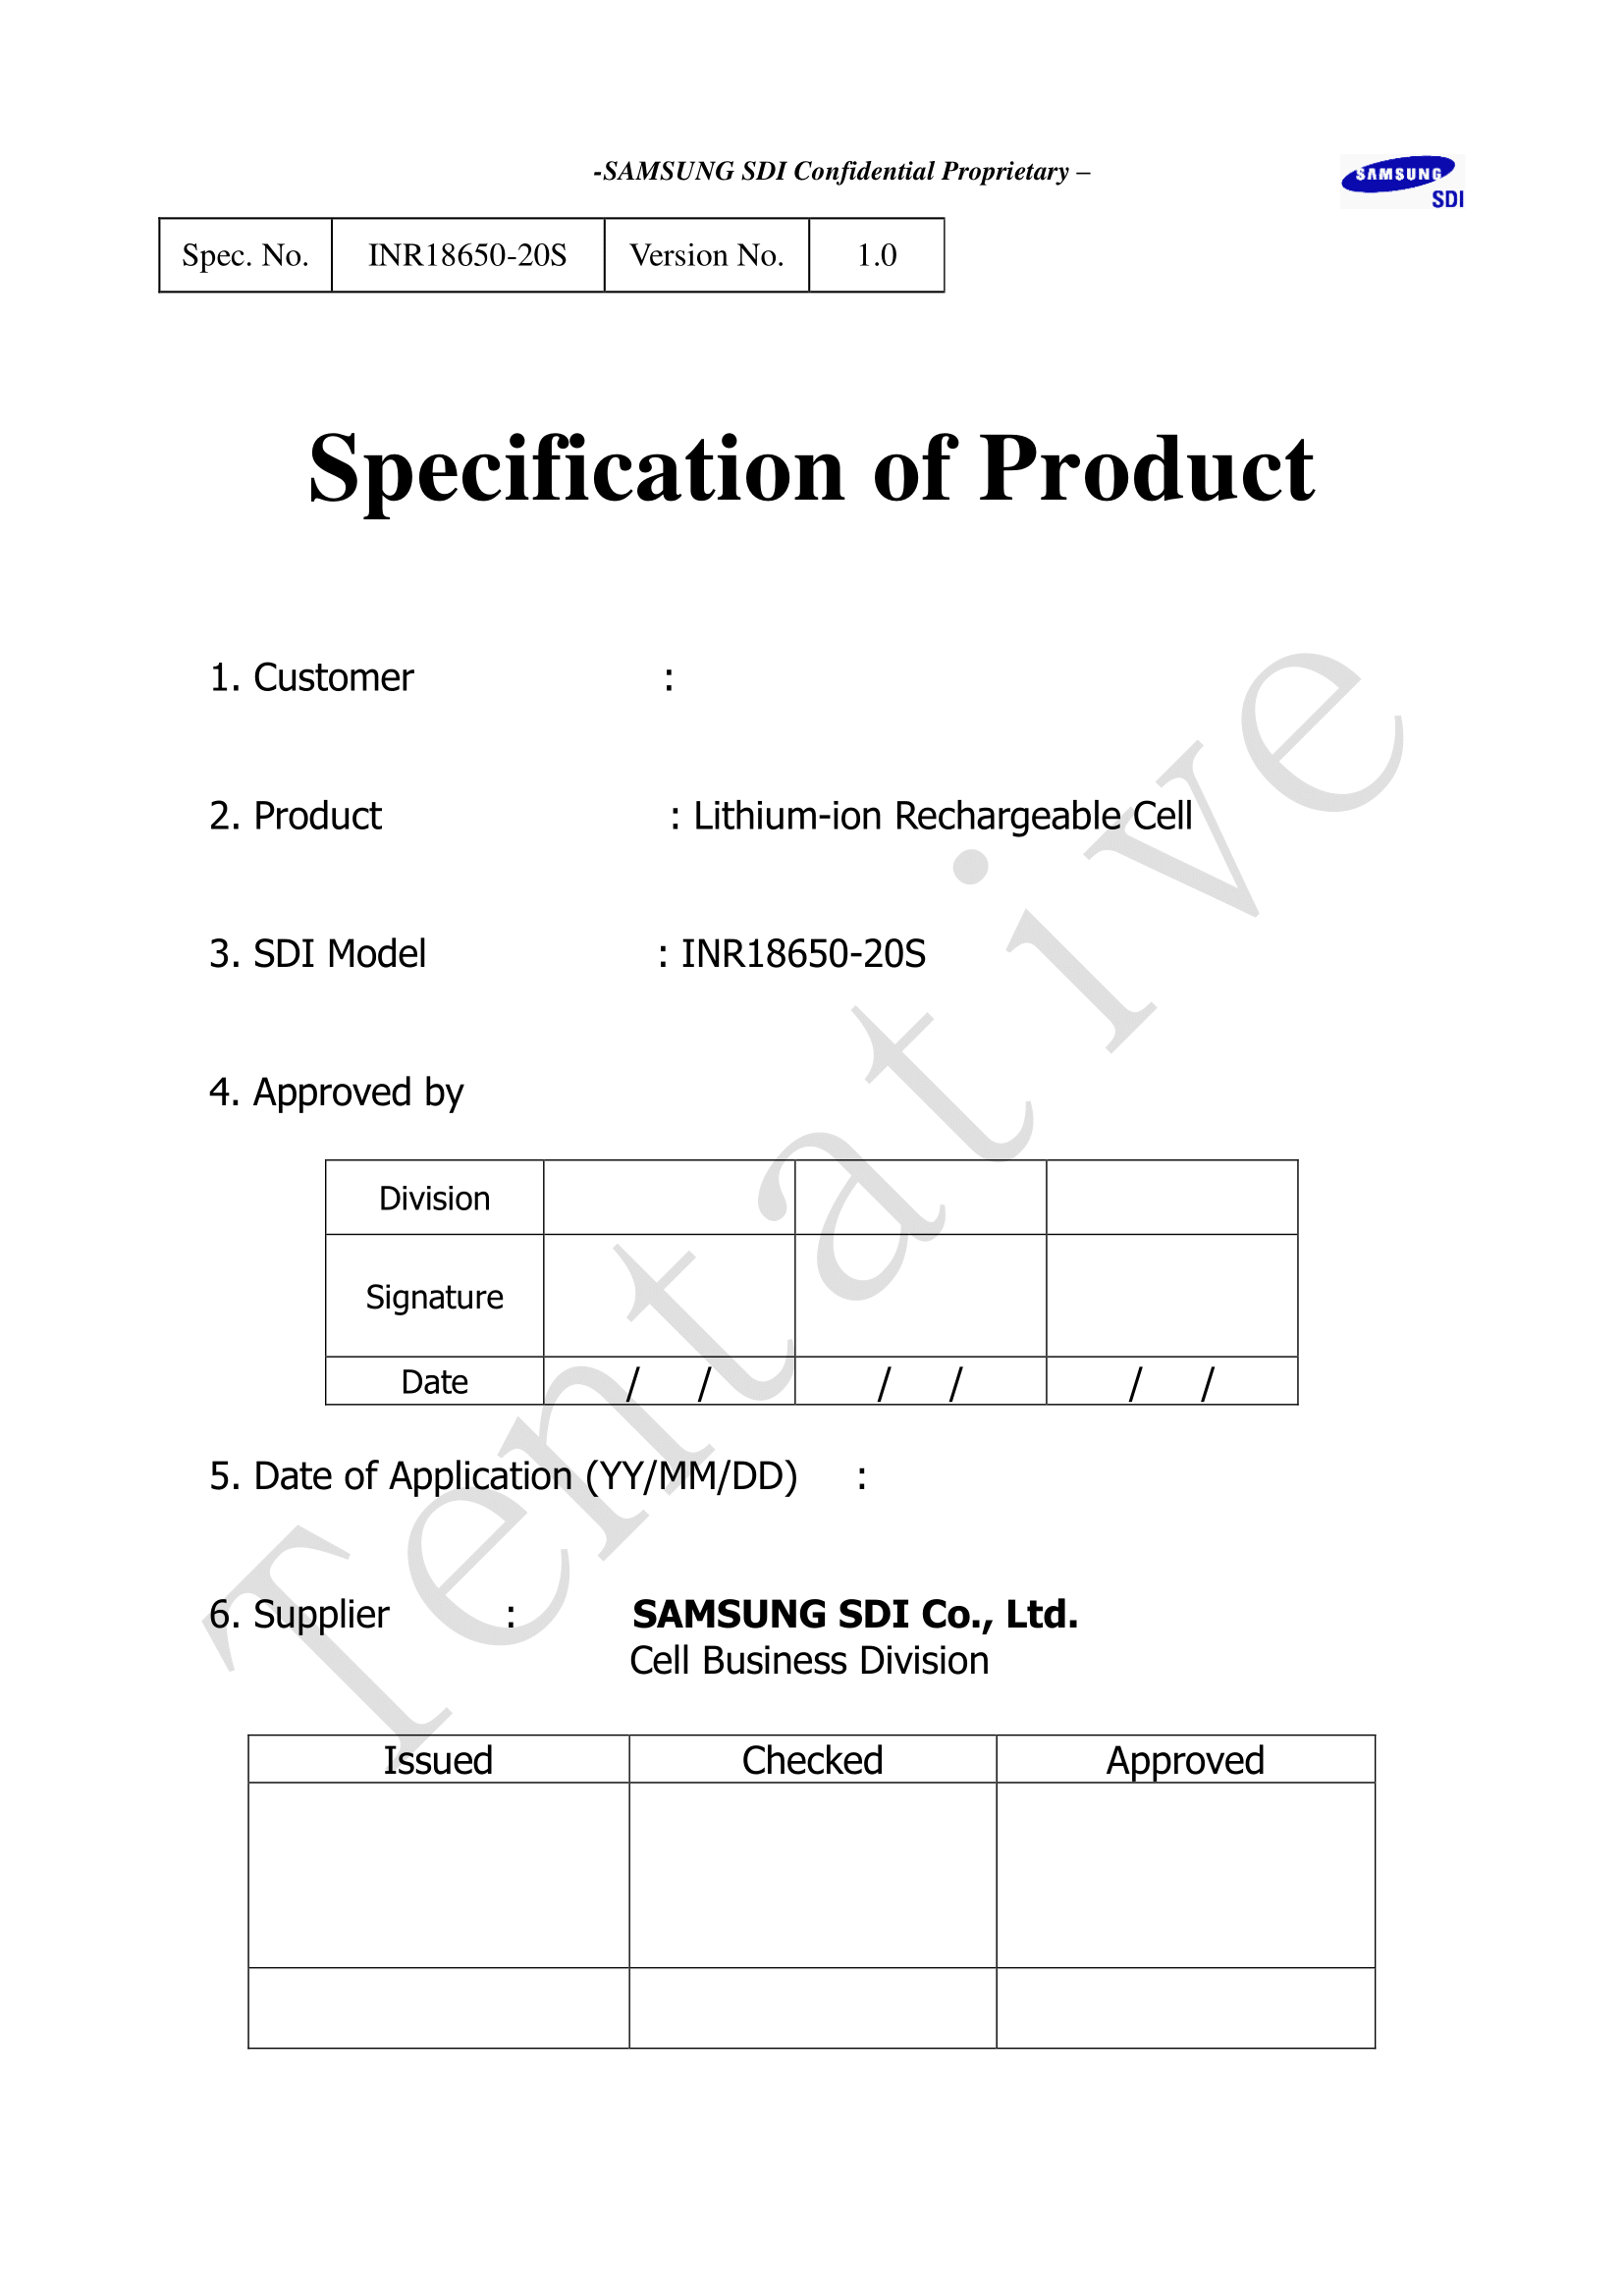 -SAMSUNG SDI Confidential Proprietary –
SAMSUNG
SDI
Spec. No. INR18650-20S Version No. 1.0
Specification of Product
1. Customer :
2. Product : Lithium-ion Rechargeable Cell
3. SDI Model : INR18650-20S
4. Approved by
Division
Signature
Date / / / / / /
5. Date of Application (YY/MM/DD) :
6. Supplier : SAMSUNG SDI Co., Ltd.
Cell Business Division
Issued Checked Approved
Tentative